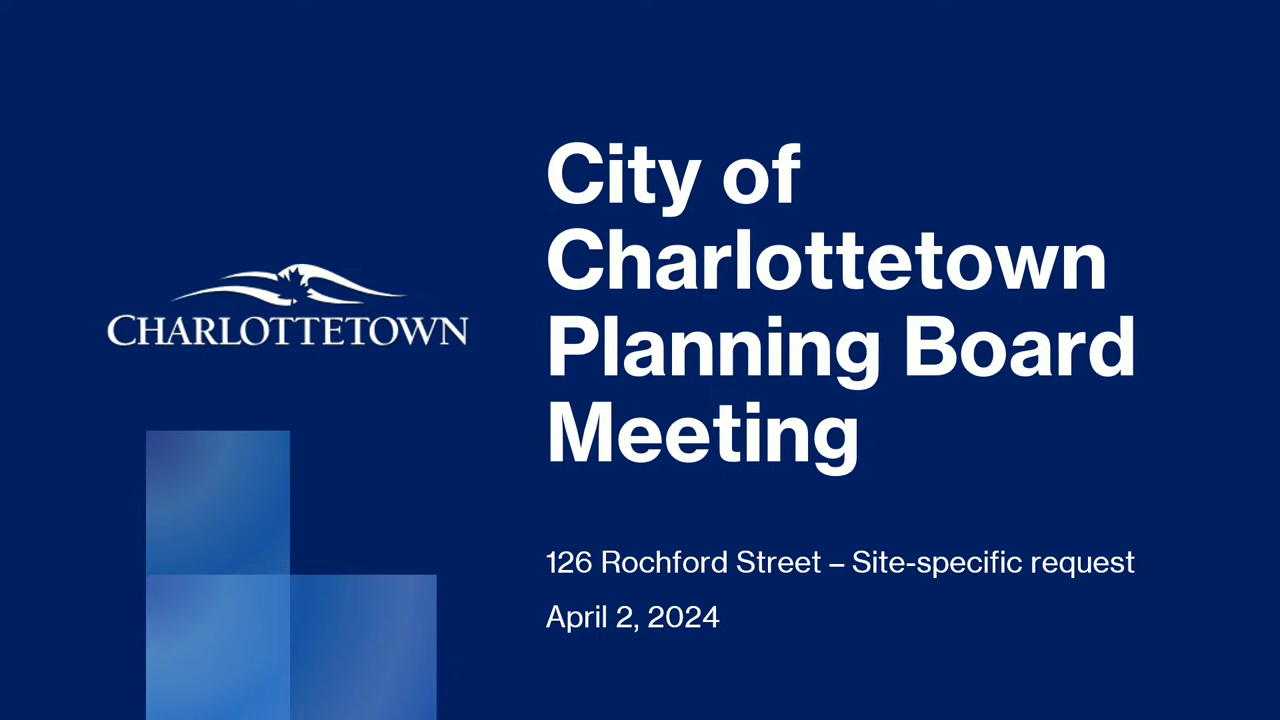 CHARLOTTETOWN
City of
Charlottetown
Planning Board
Meeting
126 Rochford Street – Site-specific request
April 2, 2024